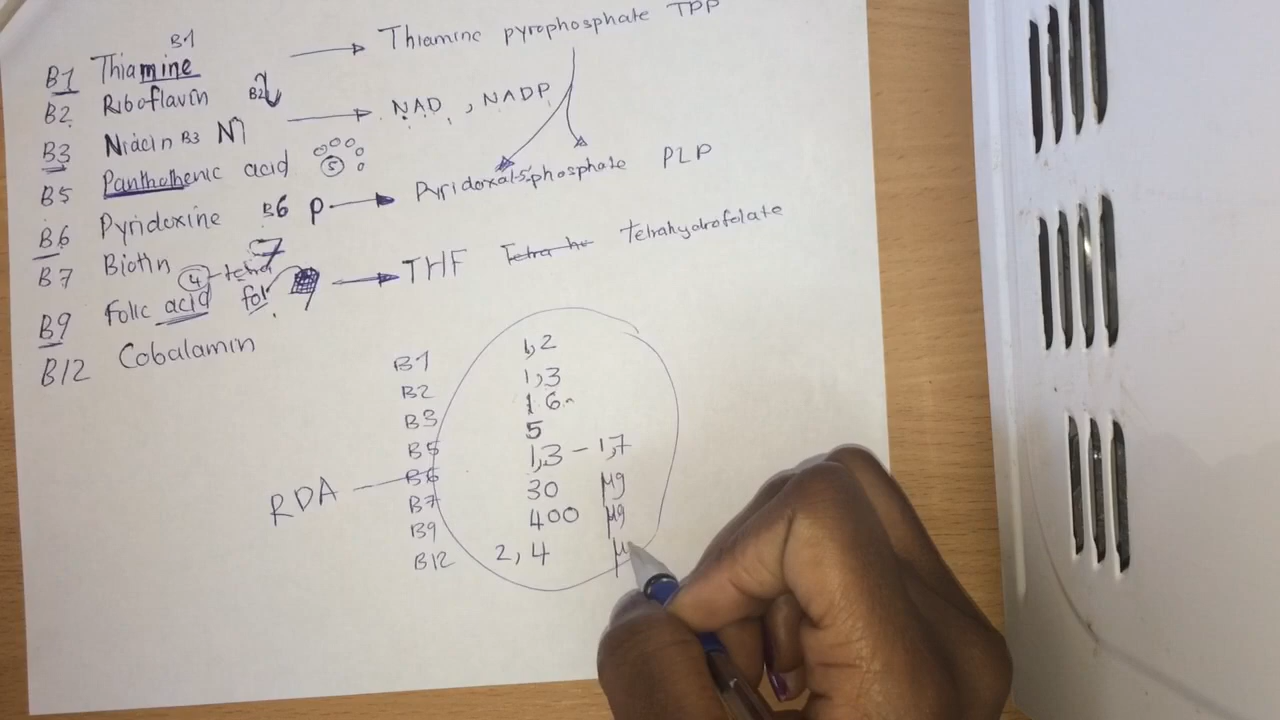 B1
B1 Thiamine Thiamine pyrophosphate TPP
B2 Riboflavin B2
B3 Niacin B3 N NAD , NADP
B5 Panthothenic acid 5
B6 Pyridoxine B6 P Pyridoxal-5-phosphate PLP
B7 Biotin 7
4 - tetra
B9 Folic acid fol 9 THF Tetra hy tetrahydrofolate
B12 Cobalamin
B1 1,2
B2 1,3
B3 16
B5 5
RDA B6 1,3 - 1,7
B7 30 μg
B9 400 μg
B12 2,4 μ